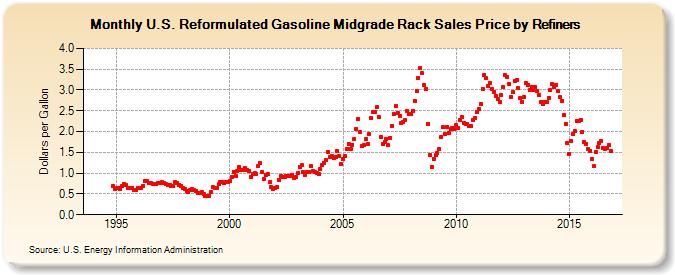 Monthly U.S. Reformulated Gasoline Midgrade Rack Sales Price by Refiners
Dollars per Gallon
4.0
3.5
3.0
2.5
2.0
1.5
1.0
0.5
0.0
1995 2000 2005 2010 2015
Source: U.S. Energy Information Administration